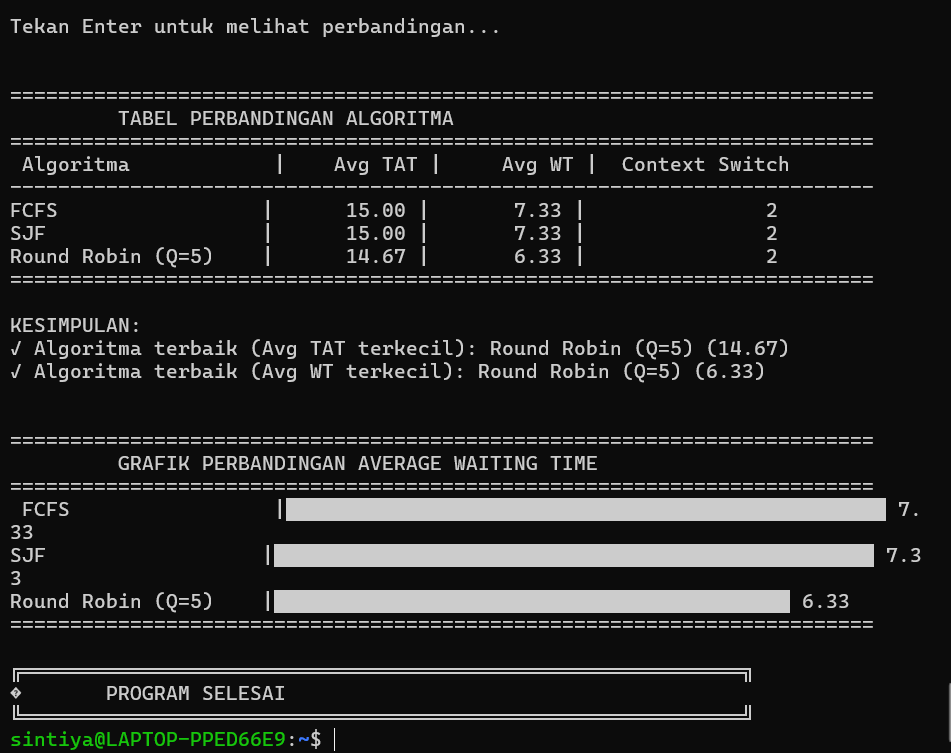 Tekan Enter untuk melihat perbandingan...
========================================================================
         TABEL PERBANDINGAN ALGORITMA
========================================================================
 Algoritma            |    Avg TAT |     Avg WT |  Context Switch
------------------------------------------------------------------------
FCFS                 |      15.00 |       7.33 |               2
SJF                  |      15.00 |       7.33 |               2
Round Robin (Q=5)    |      14.67 |       6.33 |               2
========================================================================
KESIMPULAN:
√ Algoritma terbaik (Avg TAT terkecil): Round Robin (Q=5) (14.67)
√ Algoritma terbaik (Avg WT terkecil): Round Robin (Q=5) (6.33)
========================================================================
         GRAFIK PERBANDINGAN AVERAGE WAITING TIME
========================================================================
 FCFS                 | 7.
33
SJF                  | 7.3
3
Round Robin (Q=5)    | 6.33
========================================================================
�       PROGRAM SELESAI
sintiya@LAPTOP-PPED66E9:~$